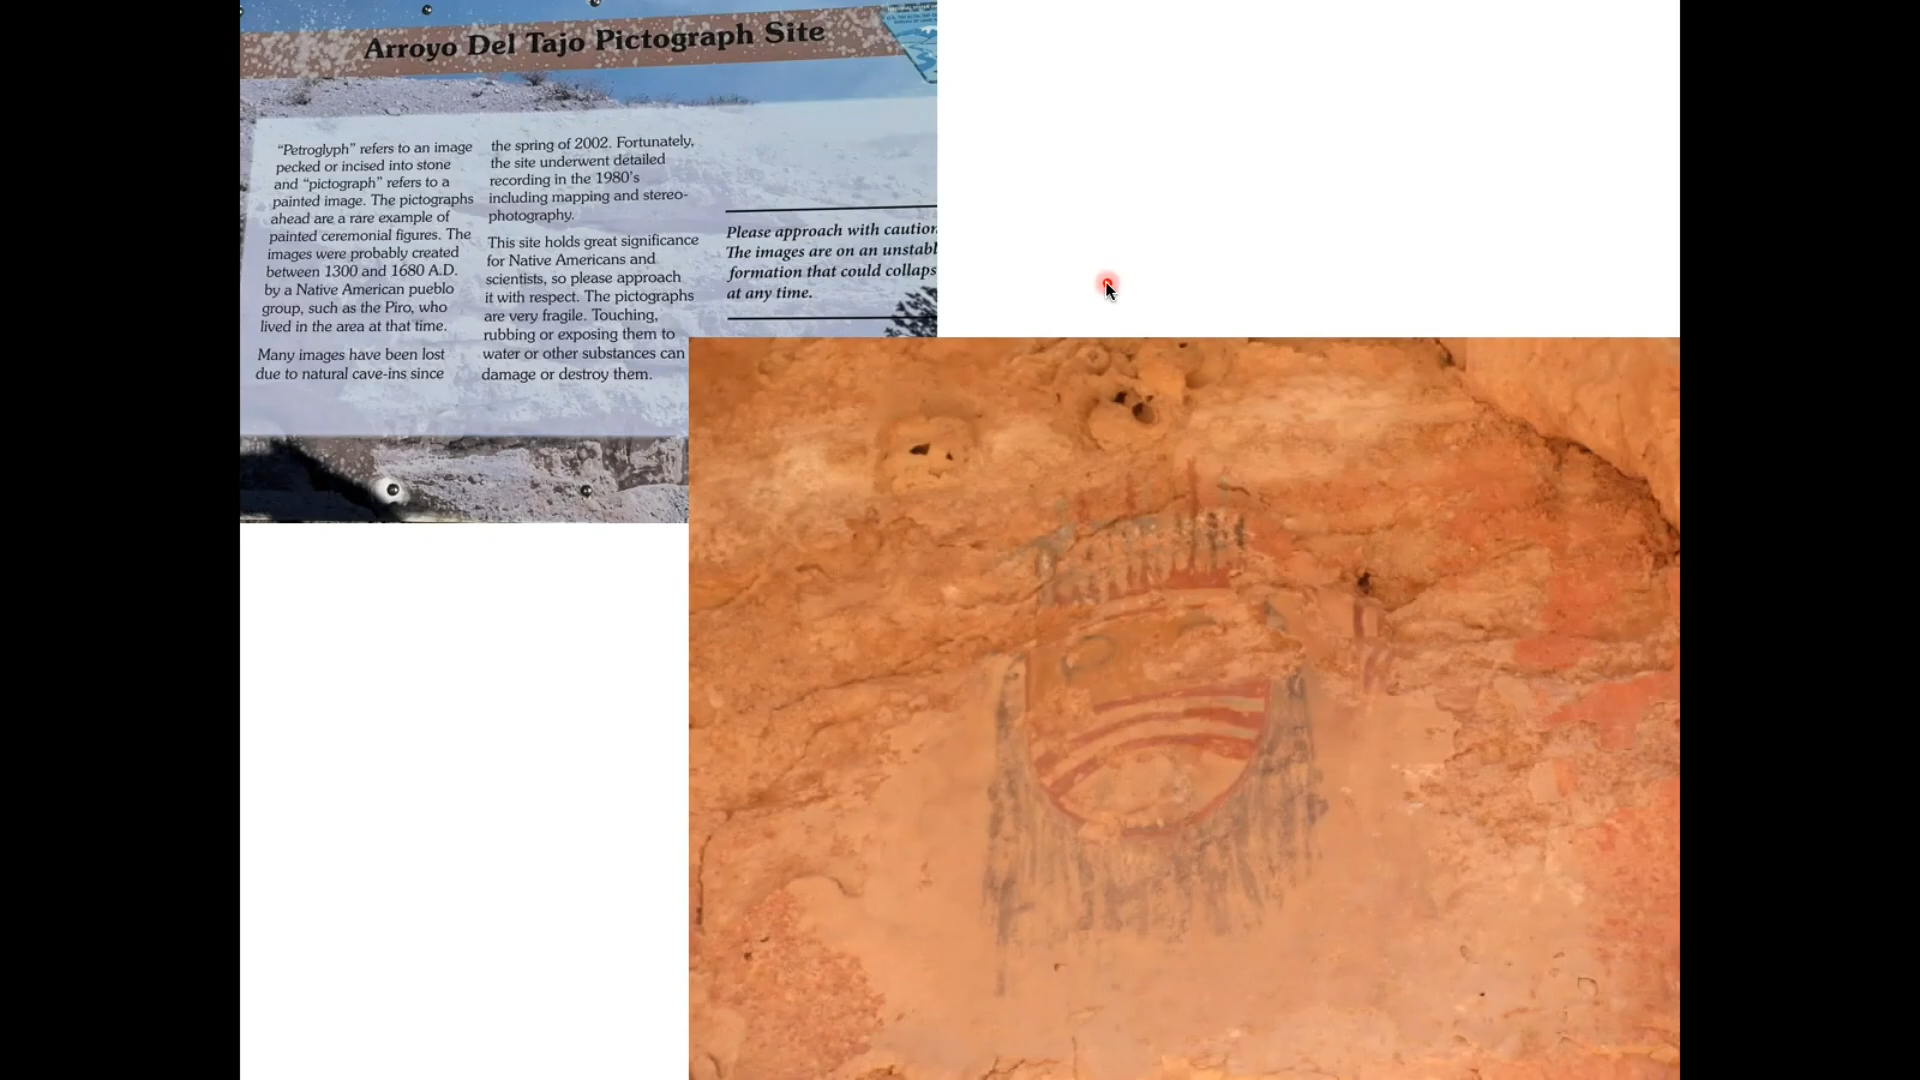 Arroyo Del Tajo Pictograph Site
"Petroglyph" refers to an image
pecked or incised into stone
and "pictograph" refers to a
painted image. The pictographs
ahead are a rare example of
painted ceremonial figures. The
images were probably created
between 1300 and 1680 A.D.
by a Native American pueblo
group, such as the Piro, who
lived in the area at that time.
Many images have been lost
due to natural cave-ins since
the spring of 2002. Fortunately,
the site underwent detailed
recording in the 1980's
including mapping and stereo-
photography.
This site holds great significance
for Native Americans and
scientists, so please approach
it with respect. The pictographs
are very fragile. Touching,
rubbing or exposing them to
water or other substances can
damage or destroy them.
Please approach with caution
The images are on an unstabl
formation that could collaps
at any time.